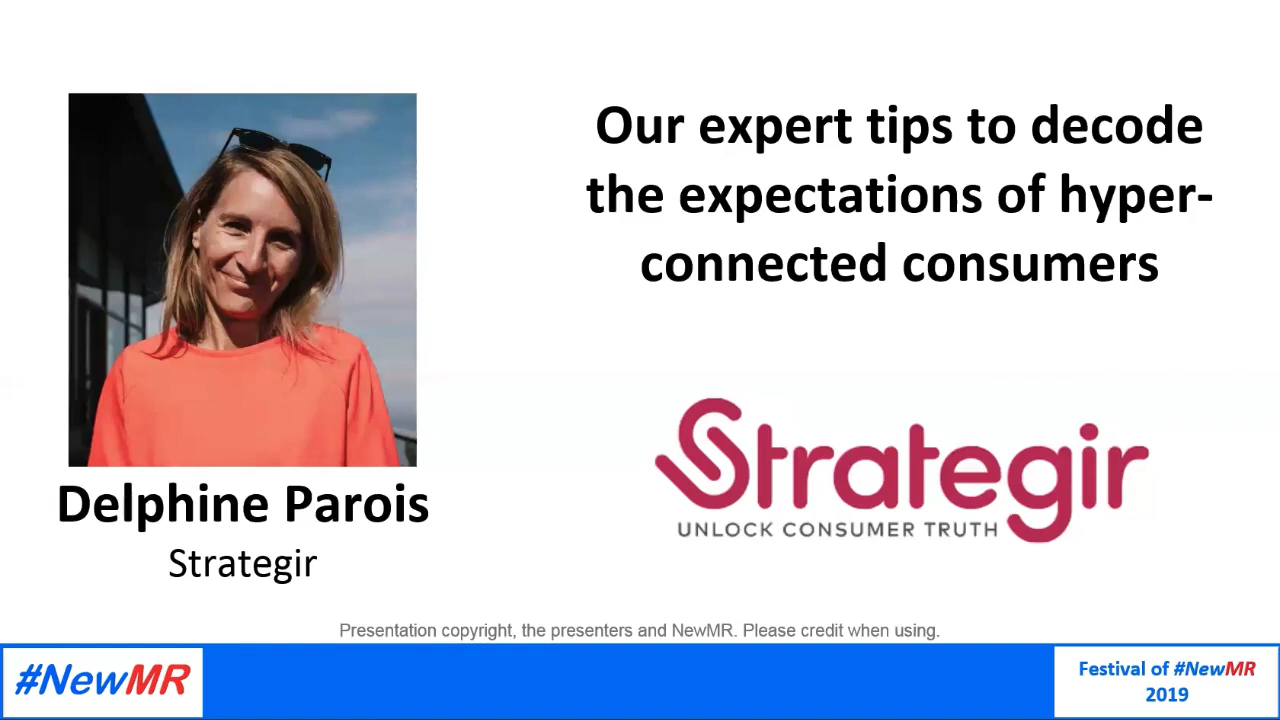 Our expert tips to decode
the expectations of hyper-
connected consumers
Strategir
UNLOCK CONSUMER TRUTH
Delphine Parois
Strategir
Presentation copyright, the presenters and NewMR. Please credit when using.
#NewMR
Festival of #NewMR
2019